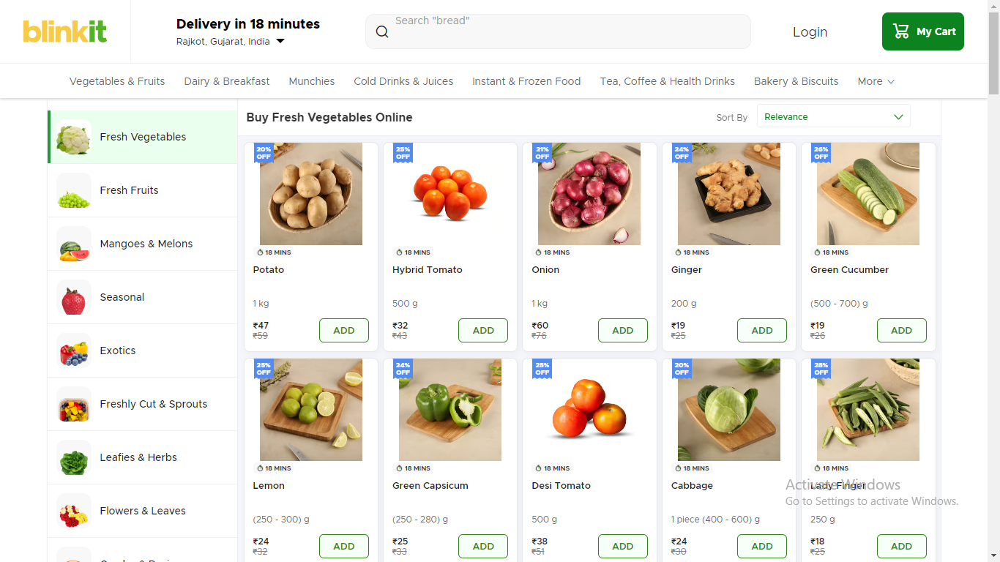 blinkit
Delivery in 18 minutes
Rajkot, Gujarat, India
Search "bread"
Login
My Cart
Vegetables & Fruits
Dairy & Breakfast
Munchies
Cold Drinks & Juices
Instant & Frozen Food
Tea, Coffee & Health Drinks
Bakery & Biscuits
More
Fresh Vegetables
Fresh Fruits
Mangoes & Melons
Seasonal
Exotics
Freshly Cut & Sprouts
Leafies & Herbs
Flowers & Leaves
Buy Fresh Vegetables Online
Sort By
Relevance
20%
OFF
18 MINS
Potato
1 kg
₹47
₹59
ADD
25%
OFF
18 MINS
Hybrid Tomato
500 g
₹32
₹43
ADD
21%
OFF
18 MINS
Onion
1 kg
₹60
₹76
ADD
24%
OFF
18 MINS
Ginger
200 g
₹19
₹25
ADD
26%
OFF
18 MINS
Green Cucumber
(500 - 700) g
₹19
₹26
ADD
25%
OFF
18 MINS
Lemon
(250 - 300) g
₹24
₹32
ADD
24%
OFF
18 MINS
Green Capsicum
(250 - 280) g
₹25
₹33
ADD
25%
OFF
18 MINS
Desi Tomato
500 g
₹38
₹51
ADD
20%
OFF
18 MINS
Cabbage
1 piece (400 - 600) g
₹24
₹30
ADD
28%
OFF
18 MINS
Lady Finger
250 g
₹18
₹25
ADD
Activate Windows
Go to Settings to activate Windows.